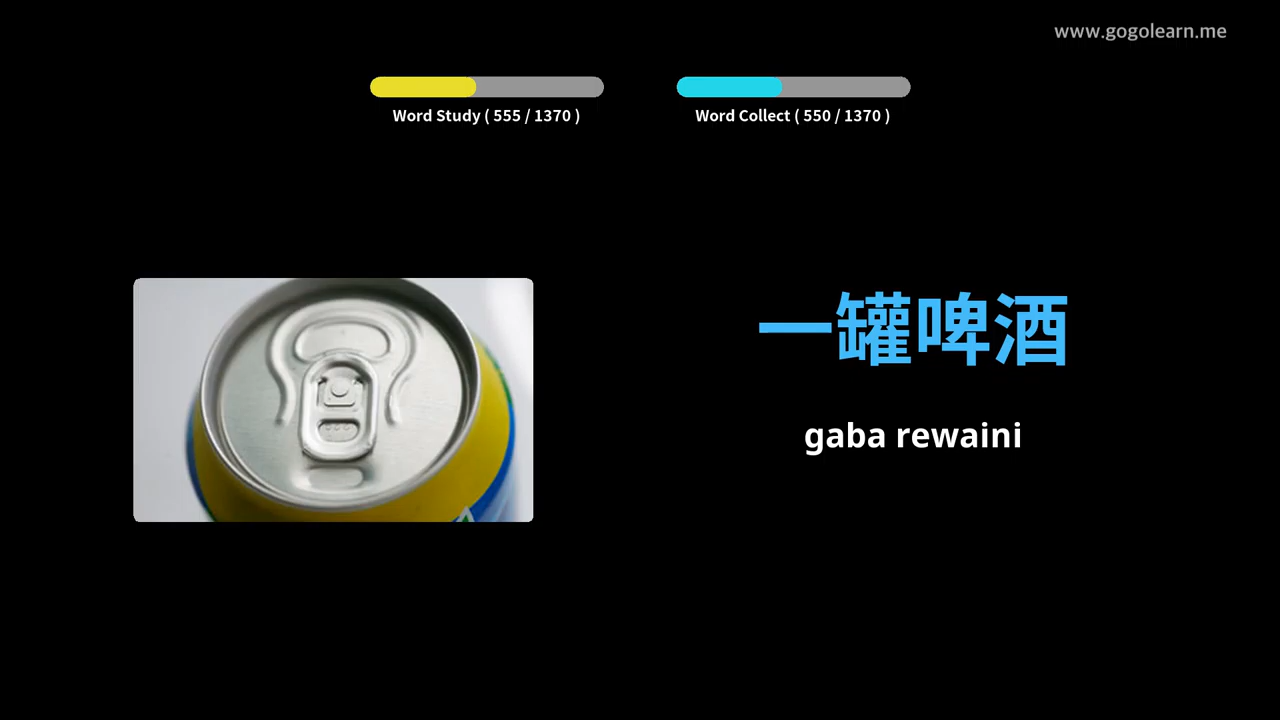 www.gogolearn.me
Word Study ( 555 / 1370 )
Word Collect ( 550 / 1370 )
一罐啤酒
gaba rewaini